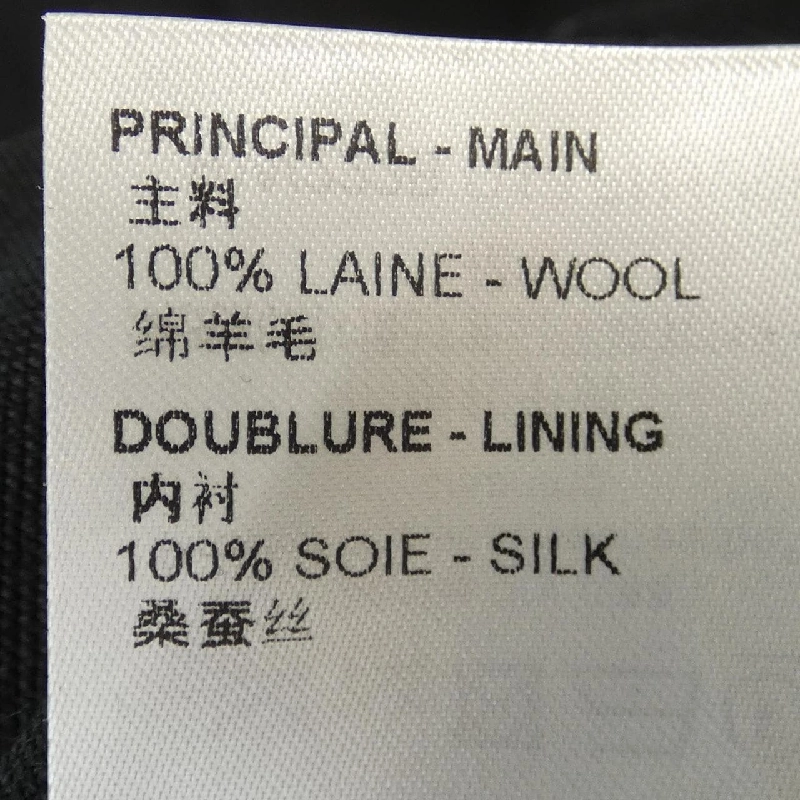 PRINCIPAL - MAIN
主料
100% LAINE - WOOL
绵羊毛
DOUBLURE - LINING
内衬
100% SOIE - SILK
桑蚕丝